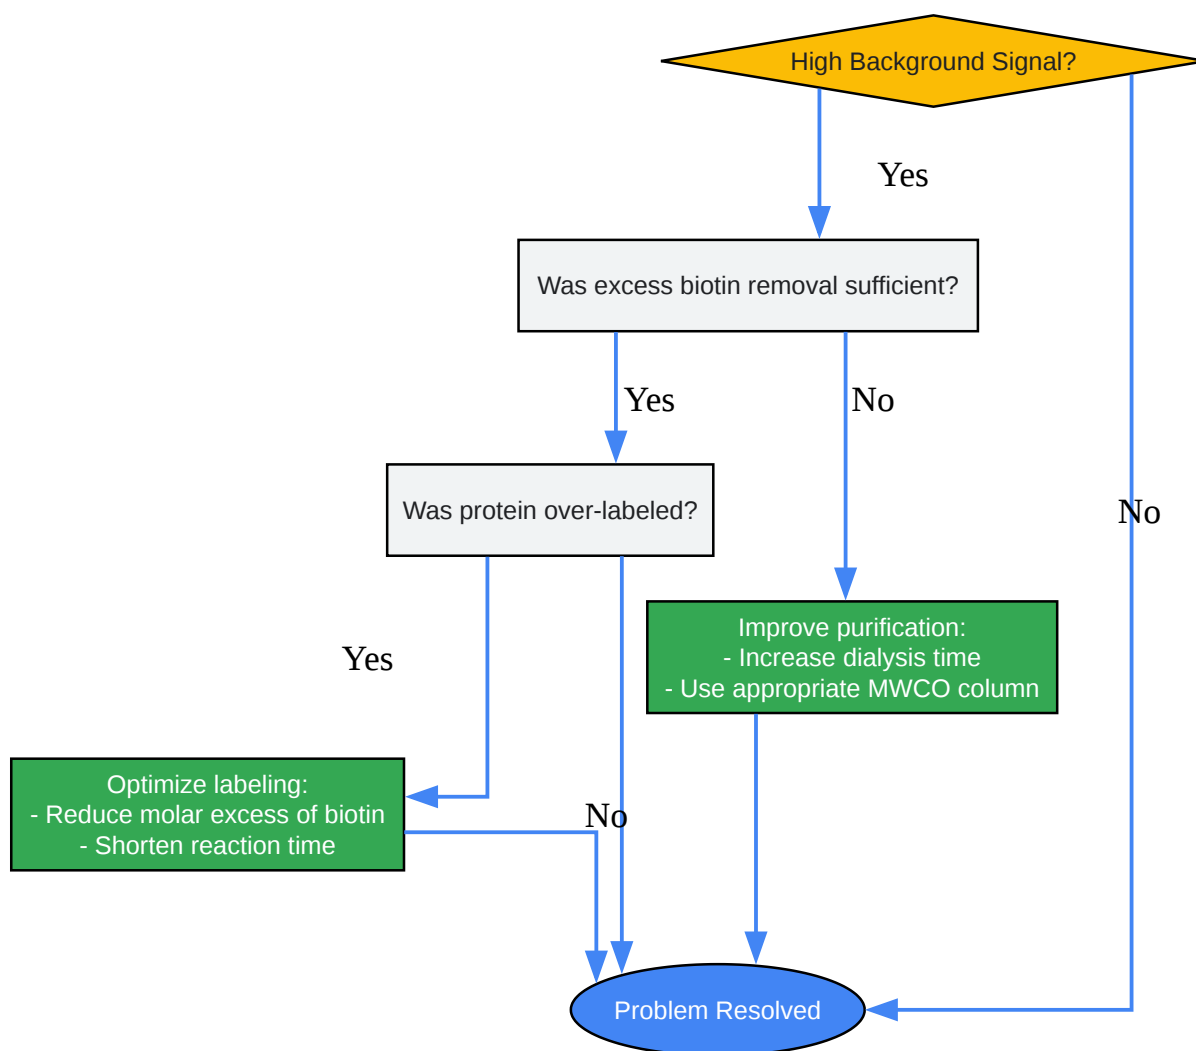 High Background Signal?
Yes
Was excess biotin removal sufficient?
Yes
No
Was protein over-labeled?
No
Improve purification:
- Increase dialysis time
- Use appropriate MWCO column
Yes
Optimize labeling:
- Reduce molar excess of biotin
- Shorten reaction time
No
Problem Resolved